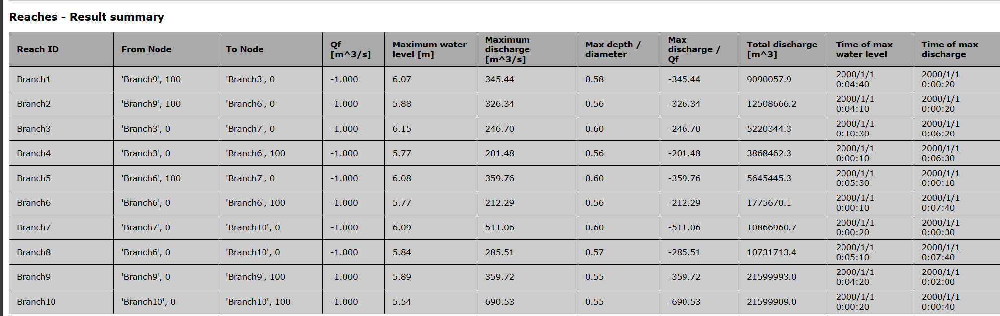 Reaches - Result summary
Reach ID From Node To Node Qf [m^3/s] Maximum water level [m] Maximum discharge [m^3/s] Max depth / diameter Max discharge / Qf Total discharge [m^3] Time of max water level Time of max discharge
Branch1 'Branch9', 100 'Branch3', 0 -1.000 6.07 345.44 0.58 -345.44 9090057.9 2000/1/1 0:04:40 2000/1/1 0:00:20
Branch2 'Branch9', 100 'Branch6', 0 -1.000 5.88 326.34 0.56 -326.34 12508666.2 2000/1/1 0:04:10 2000/1/1 0:00:20
Branch3 'Branch3', 0 'Branch7', 0 -1.000 6.15 246.70 0.60 -246.70 5220344.3 2000/1/1 0:10:30 2000/1/1 0:06:20
Branch4 'Branch3', 0 'Branch6', 100 -1.000 5.77 201.48 0.56 -201.48 3868462.3 2000/1/1 0:00:10 2000/1/1 0:06:30
Branch5 'Branch6', 100 'Branch7', 0 -1.000 6.08 359.76 0.60 -359.76 5645445.3 2000/1/1 0:05:30 2000/1/1 0:00:10
Branch6 'Branch6', 0 'Branch6', 100 -1.000 5.77 212.29 0.56 -212.29 1775670.1 2000/1/1 0:00:10 2000/1/1 0:07:40
Branch7 'Branch7', 0 'Branch10', 0 -1.000 6.09 511.06 0.60 -511.06 10866960.7 2000/1/1 0:00:20 2000/1/1 0:00:30
Branch8 'Branch6', 0 'Branch10', 0 -1.000 5.84 285.51 0.57 -285.51 10731713.4 2000/1/1 0:05:10 2000/1/1 0:07:40
Branch9 'Branch9', 0 'Branch9', 100 -1.000 5.89 359.72 0.55 -359.72 21599993.0 2000/1/1 0:04:20 2000/1/1 0:02:00
Branch10 'Branch10', 0 'Branch10', 100 -1.000 5.54 690.53 0.55 -690.53 21599909.0 2000/1/1 0:00:20 2000/1/1 0:00:40